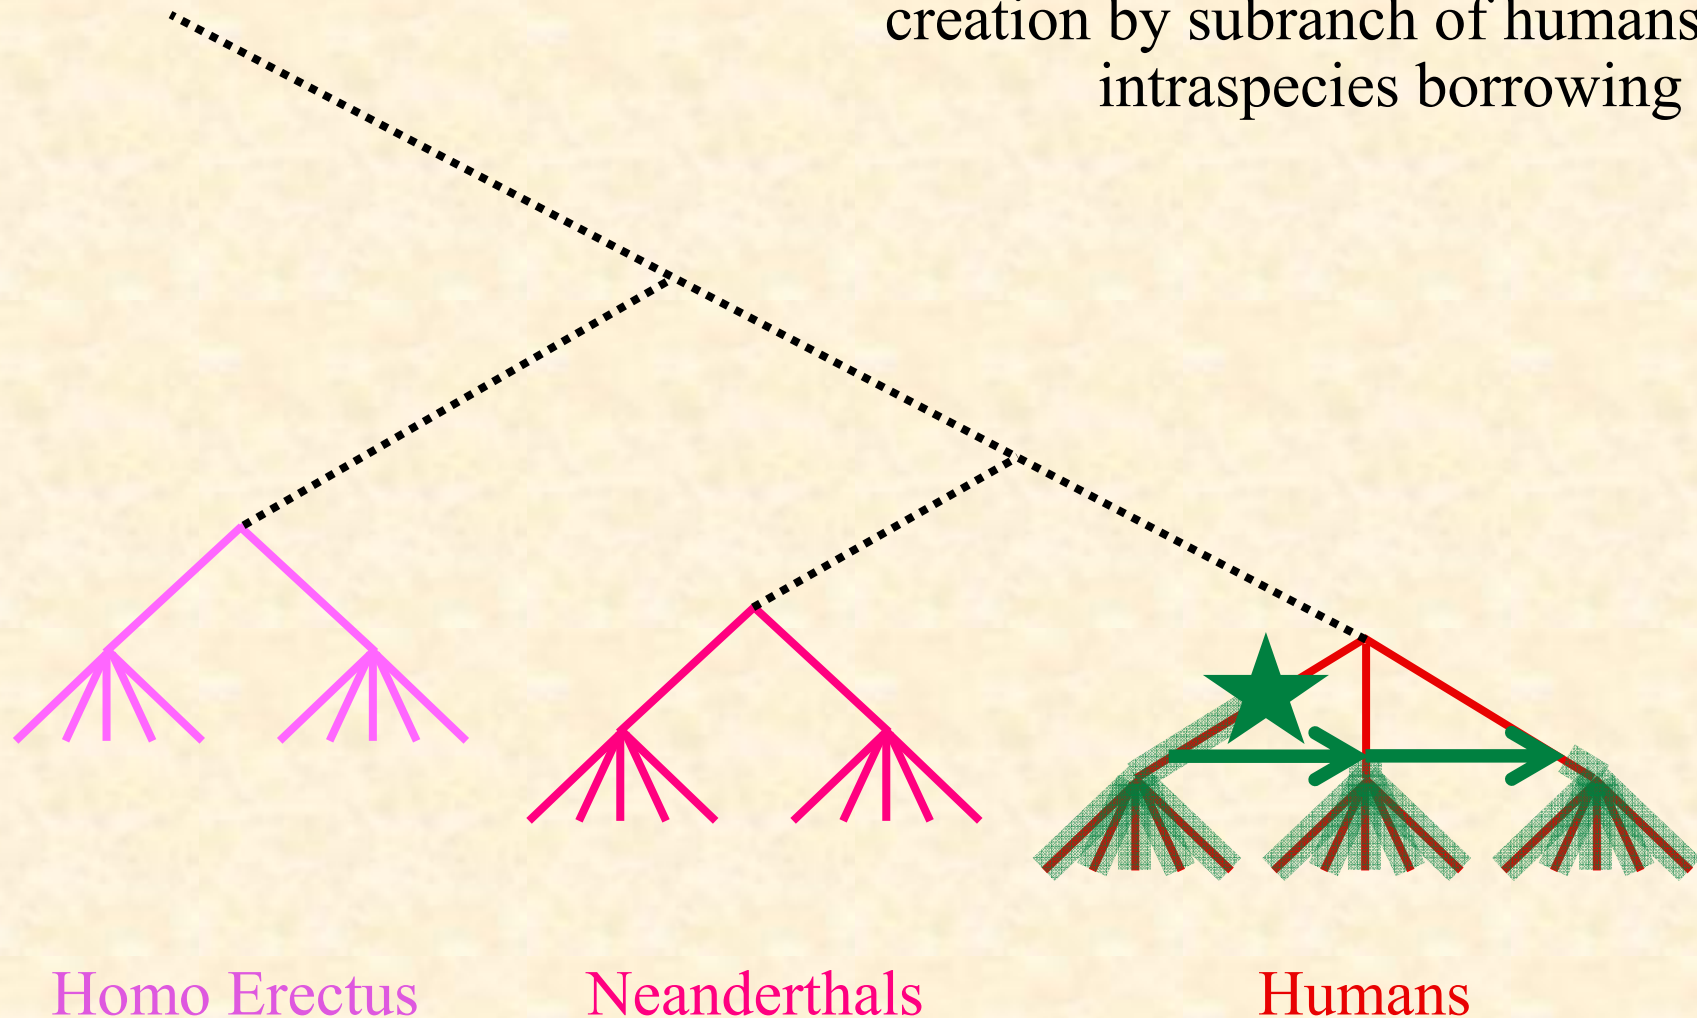 creation by subranch of humans
intraspecies borrowing
Homo Erectus
Neanderthals
Humans